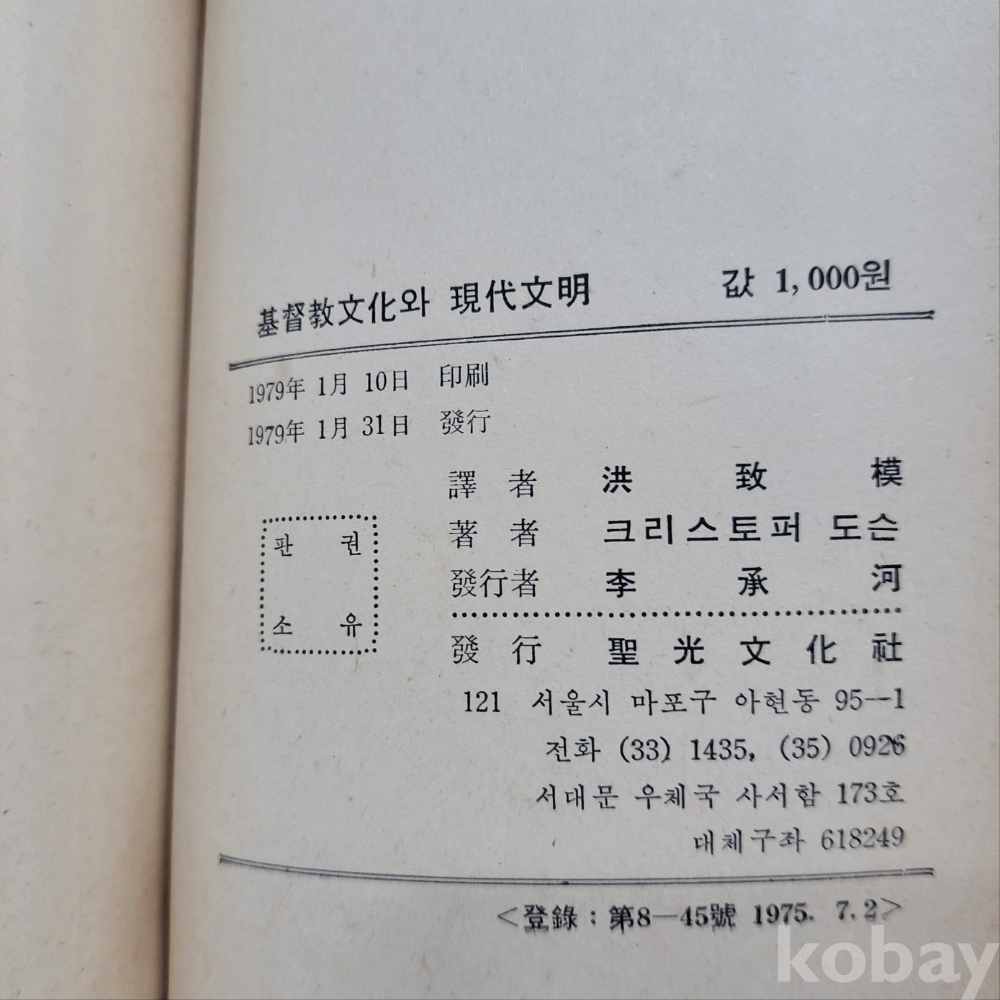 基督敎文化와 現代文明 값 1,000원
1979年 1月 10日 印刷
1979年 1月 31日 發行
譯者 洪致模
著者 크리스토퍼 도슨
發行者 李承河
판권
소유
發行 聖光文化社
121 서울시 마포구 아현동 95—1
전화 (33) 1435, (35) 0926
서대문 우체국 사서함 173호
대체구좌 618249
<登錄: 第8—45號 1975. 7.2>
kobay